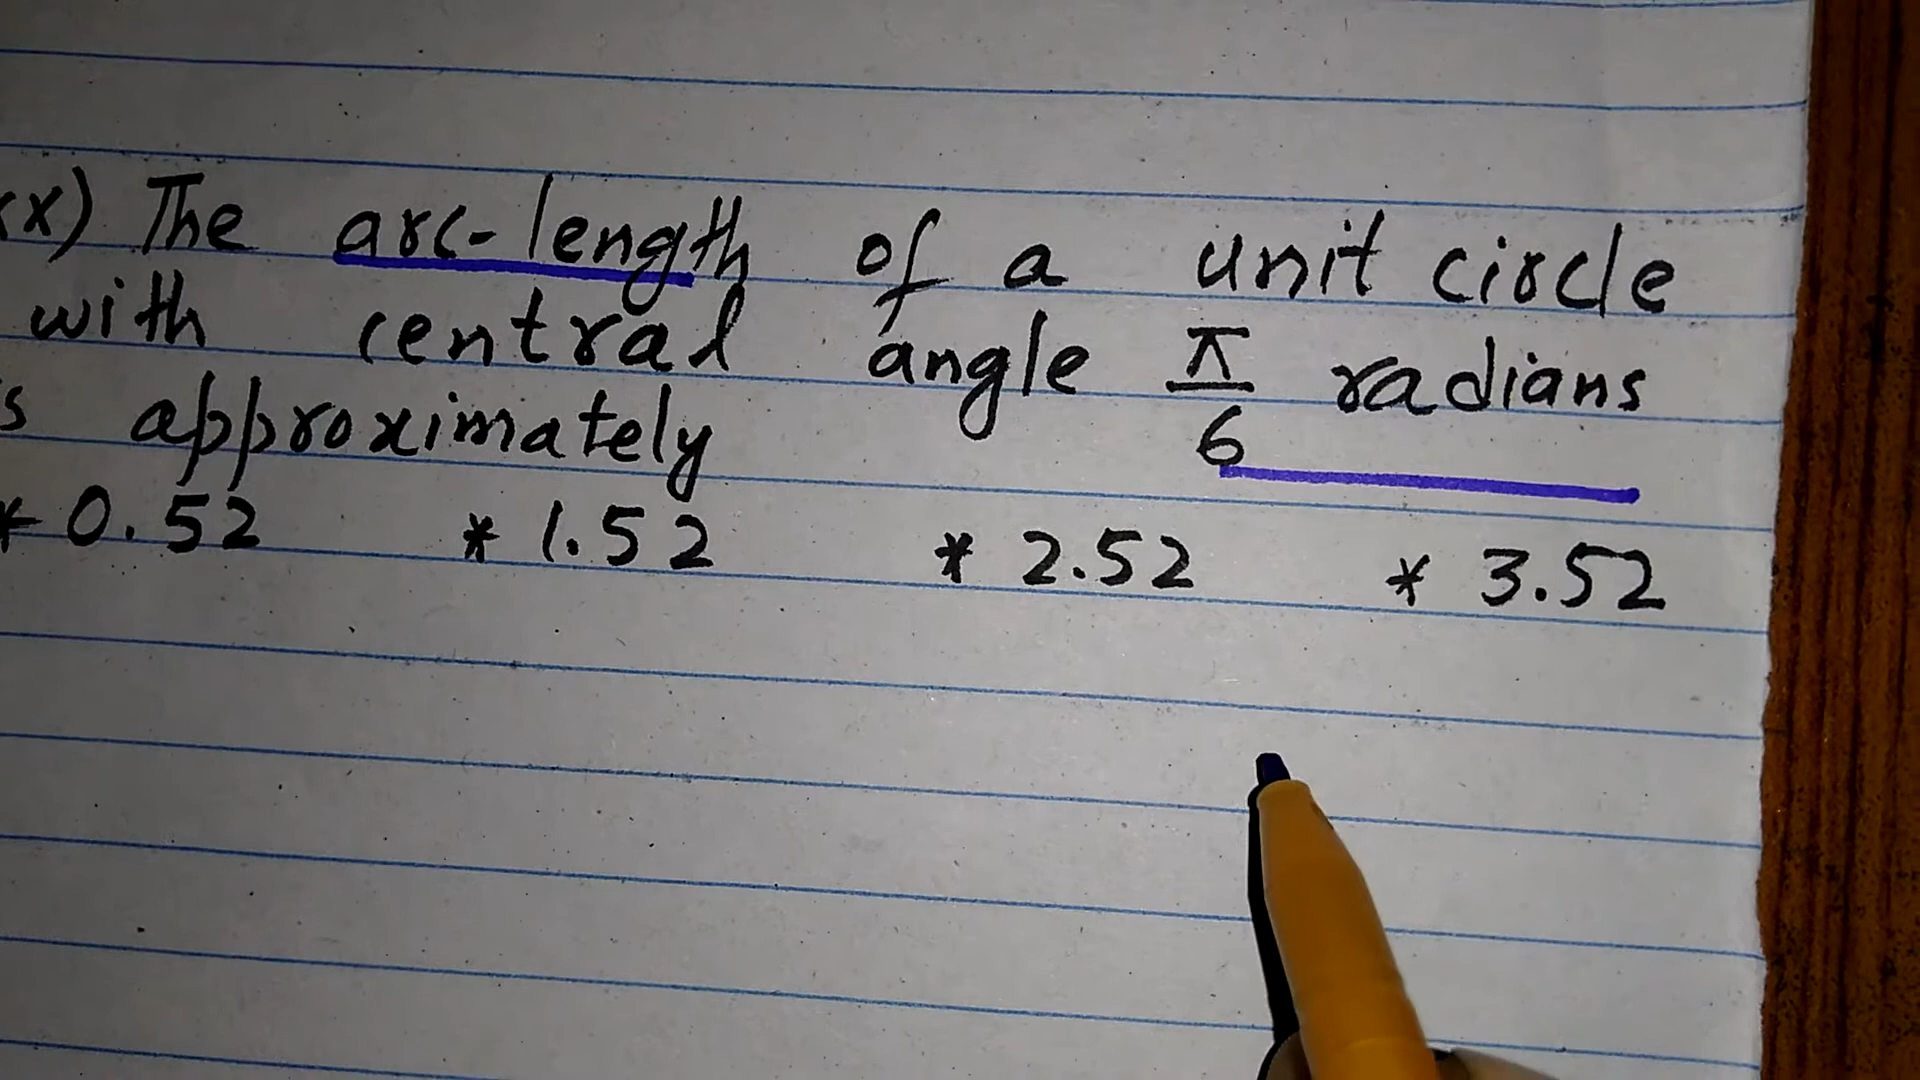 x) The arc-length of a unit circle
with central angle π/6 radians
s approximately
* 0.52 * 1.52 * 2.52 * 3.52